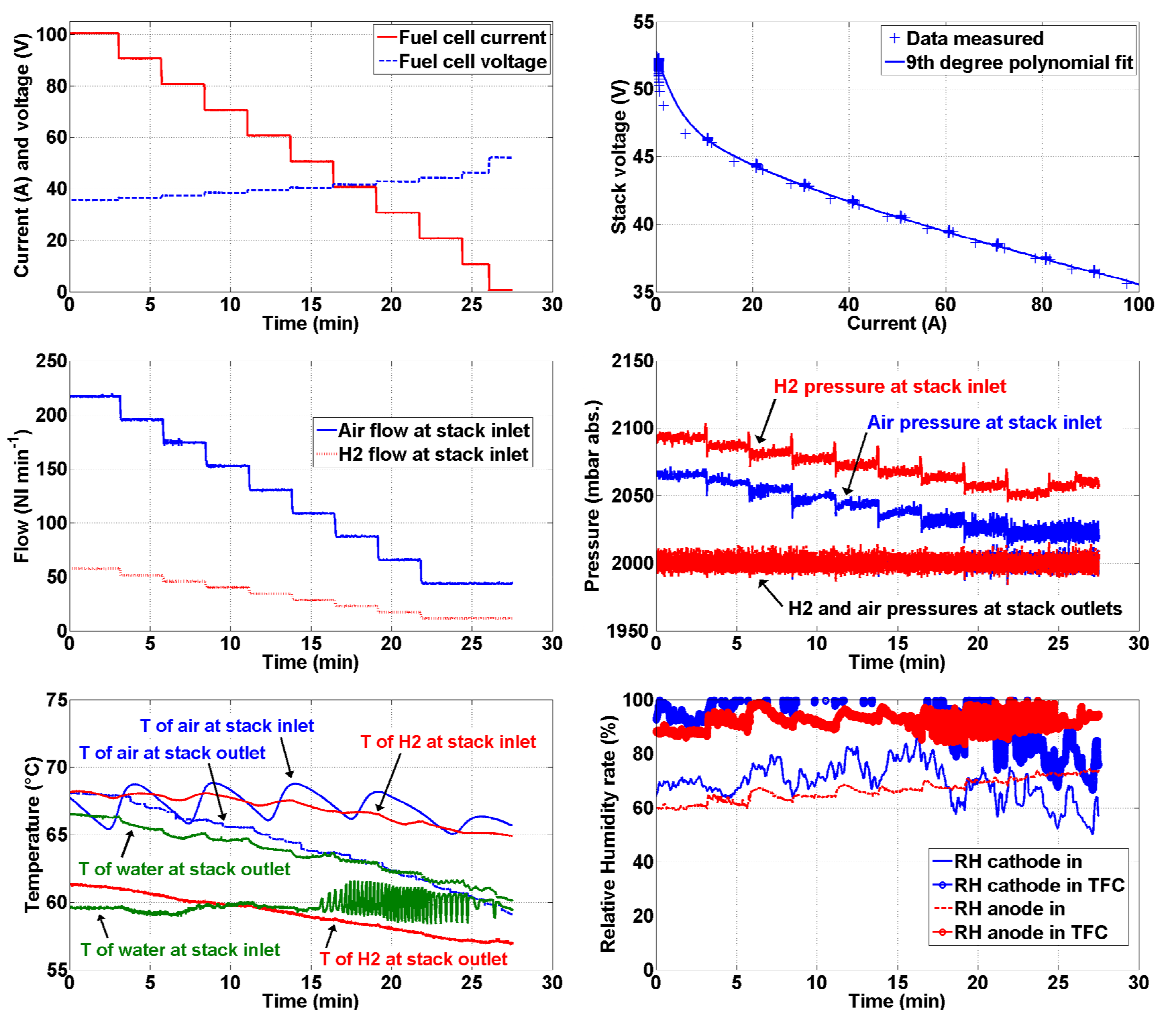 Current (A) and voltage (V)
100
80
60
40
20
0
Fuel cell current
Fuel cell voltage
0 5 10 15 20 25 30
Time (min)
Stack voltage (V)
55
50
45
40
35
Data measured
9th degree polynomial fit
0 20 40 60 80 100
Current (A)
Flow (Nl min-1)
250
200
150
100
50
0
Air flow at stack inlet
H2 flow at stack inlet
0 5 10 15 20 25 30
Time (min)
Pressure (mbar abs.)
2150
2100
2050
2000
1950
H2 pressure at stack inlet
Air pressure at stack inlet
H2 and air pressures at stack outlets
0 5 10 15 20 25 30
Time (min)
Temperature (°C)
75
70
65
60
55
T of air at stack inlet
T of H2 at stack inlet
T of air at stack outlet
T of water at stack outlet
T of water at stack inlet
T of H2 at stack outlet
0 5 10 15 20 25 30
Time (min)
Relative Humidity rate (%)
100
80
60
40
20
0
RH cathode in
RH cathode in TFC
RH anode in
RH anode in TFC
0 5 10 15 20 25 30
Time (min)